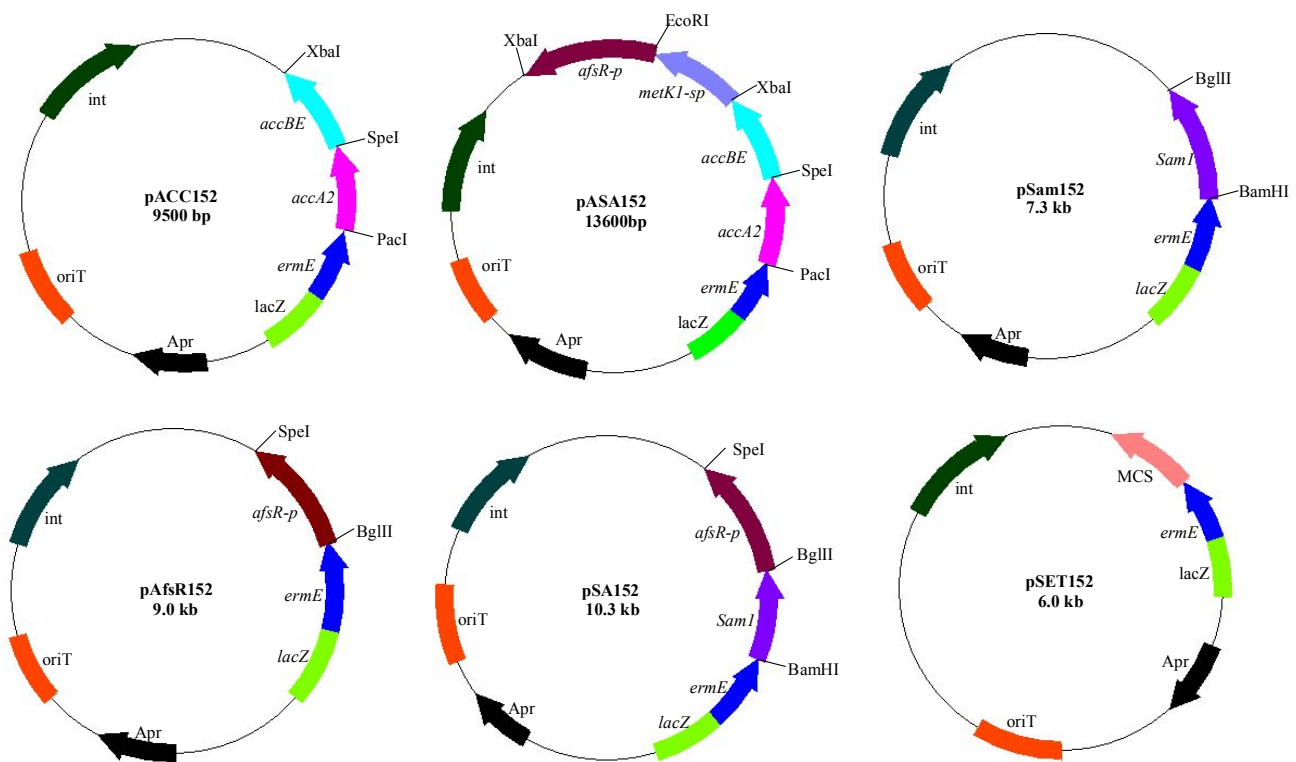 XbaI
int
accBE
SpeI
pACC152
9500 bp
accA2
PacI
ermE
oriT
lacZ
Apr
EcoRI
XbaI
afsR-p
metK1-sp
XbaI
accBE
int
SpeI
pASA152
13600bp
accA2
PacI
oriT
ermE
lacZ
Apr
BglII
int
Sam1
pSam152
7.3 kb
BamHI
ermE
oriT
lacZ
Apr
SpeI
int
afsR-p
BglII
pAfsR152
9.0 kb
ermE
oriT
lacZ
Apr
SpeI
int
afsR-p
BglII
pSA152
10.3 kb
oriT
Sam1
BamHI
ermE
Apr
lacZ
MCS
int
ermE
lacZ
pSET152
6.0 kb
Apr
oriT